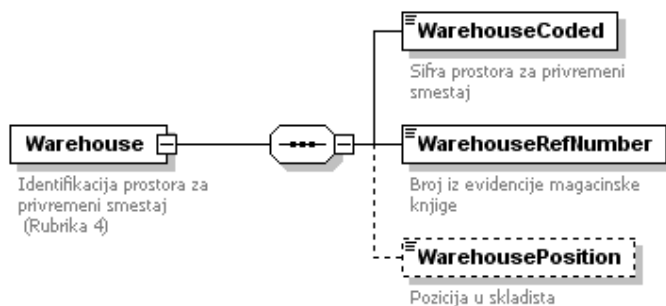 WarehouseCoded
Sifra prostora za privremeni
smestaj
Warehouse
Identifikacija prostora za
privremeni smestaj
(Rubrika 4)
WarehouseRefNumber
Broj iz evidencije magacinske
knjige
WarehousePosition
Pozicija u skladista